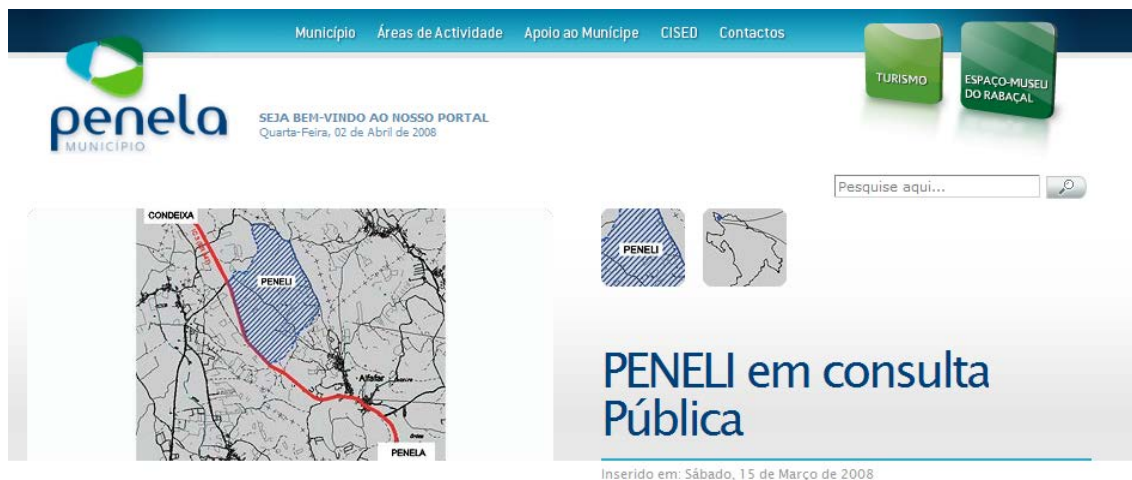 Município Áreas de Actividade Apoio ao Munícipe CISED Contactos
TURISMO
ESPAÇO-MUSEU
DO RABAÇAL
penela
MUNICÍPIO
SEJA BEM-VINDO AO NOSSO PORTAL
Quarta-Feira, 02 de Abril de 2008
Pesquise aqui...
CONDEIXA
PENELI
Alfafar
PENELA
PENELI
PENELI em consulta
Pública
Inserido em: Sábado, 15 de Março de 2008